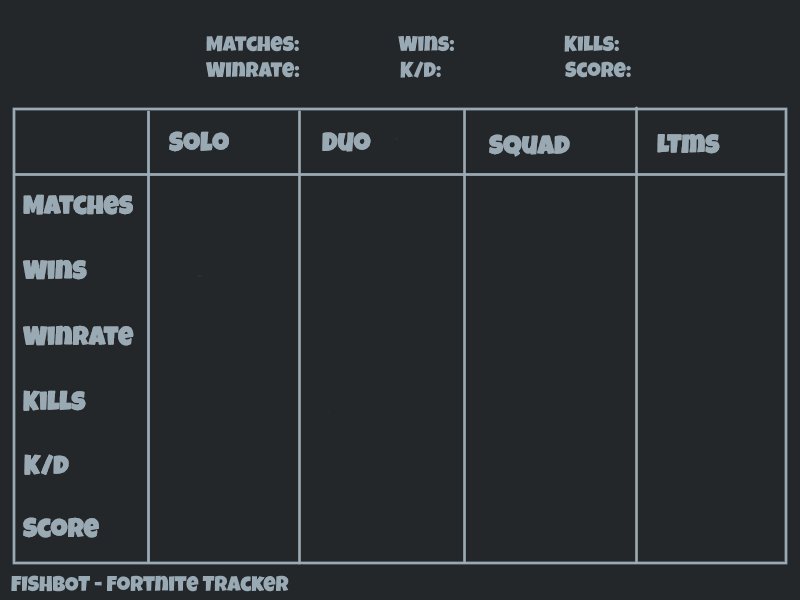 MATCHES: WINS: KILLS:
WINRATE: K/D: SCORE:
SOLO DUO SQUAD LTMS
MATCHES
WINS
WINRATE
KILLS
K/D
SCORE
FISHBOT - FORTNITE TRACKER